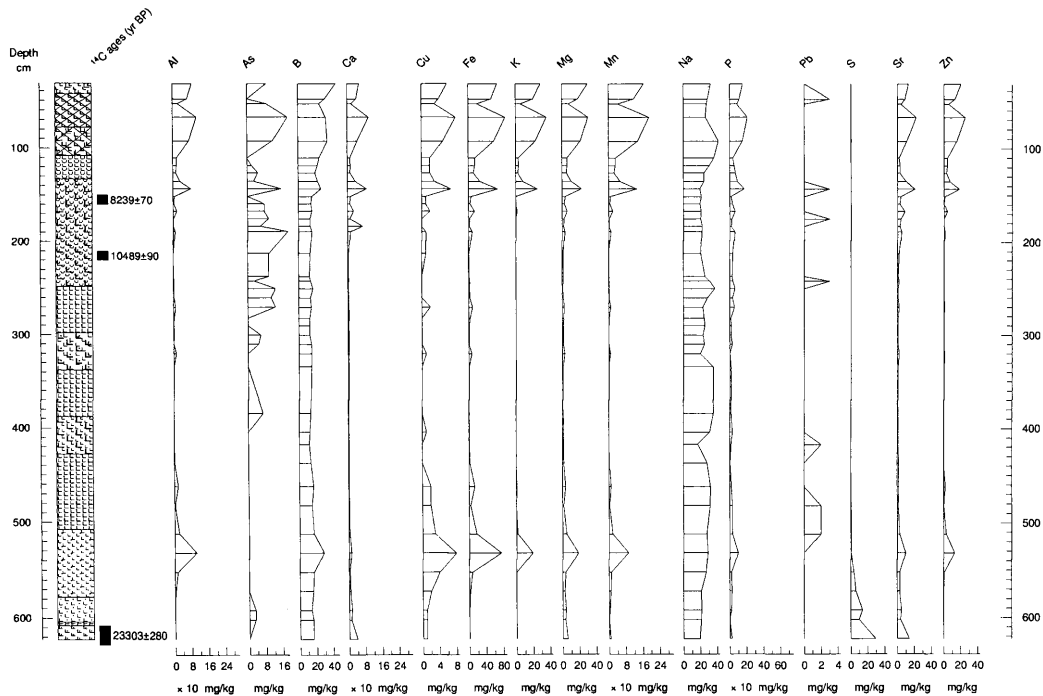 ¹⁴C ages (yr BP)
Depth
cm
Al
As
B
Ca
Cu
Fe
K
Mg
Mn
Na
P
Pb
S
Sr
Zn
100
200
300
400
500
600
8239±70
10489±90
23303±280
100
200
300
400
500
600
0 8 16 24
0 8 16
0 20 40
0 8 16 24
0 4 8
0 40 80
0 20 40
0 20 40
0 8 16 24
0 20 40
0 20 40 60
0 2 4
0 20 40
0 20 40
0 20 40
× 10 mg/kg
mg/kg
mg/kg
× 10 mg/kg
mg/kg
mg/kg
mg/kg
mg/kg
× 10 mg/kg
mg/kg
× 10 mg/kg
mg/kg
mg/kg
mg/kg
mg/kg